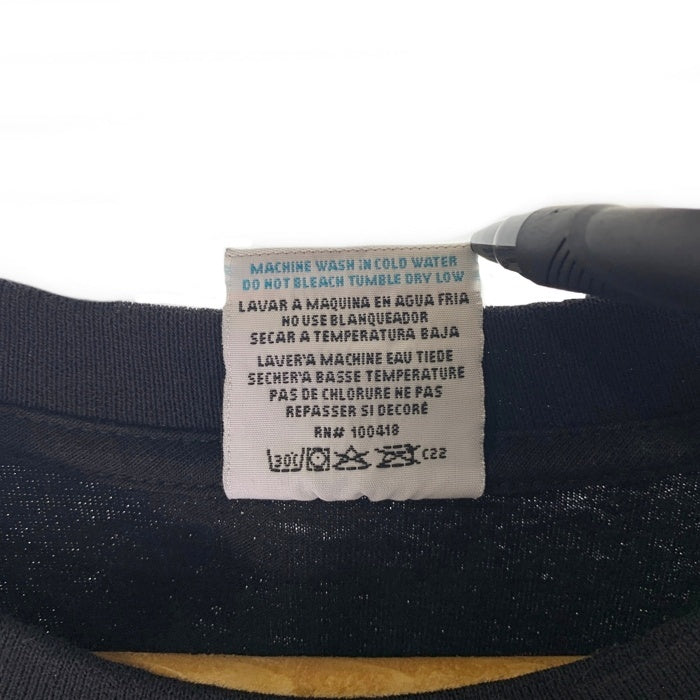 MACHINE WASH IN COLD WATER
DO NOT BLEACH TUMBLE DRY LOW
LAVAR A MAQUINA EN AGUA FRIA
NO USE BLANQUEADOR
SECAR A TEMPERATURA BAJA
LAVER'A MACHINE EAU TIEDE
SECHER'A BASSE TEMPERATURE
PAS DE CHLORURE NE PAS
REPASSER SI DECORÉ
RN# 100418
30C C22